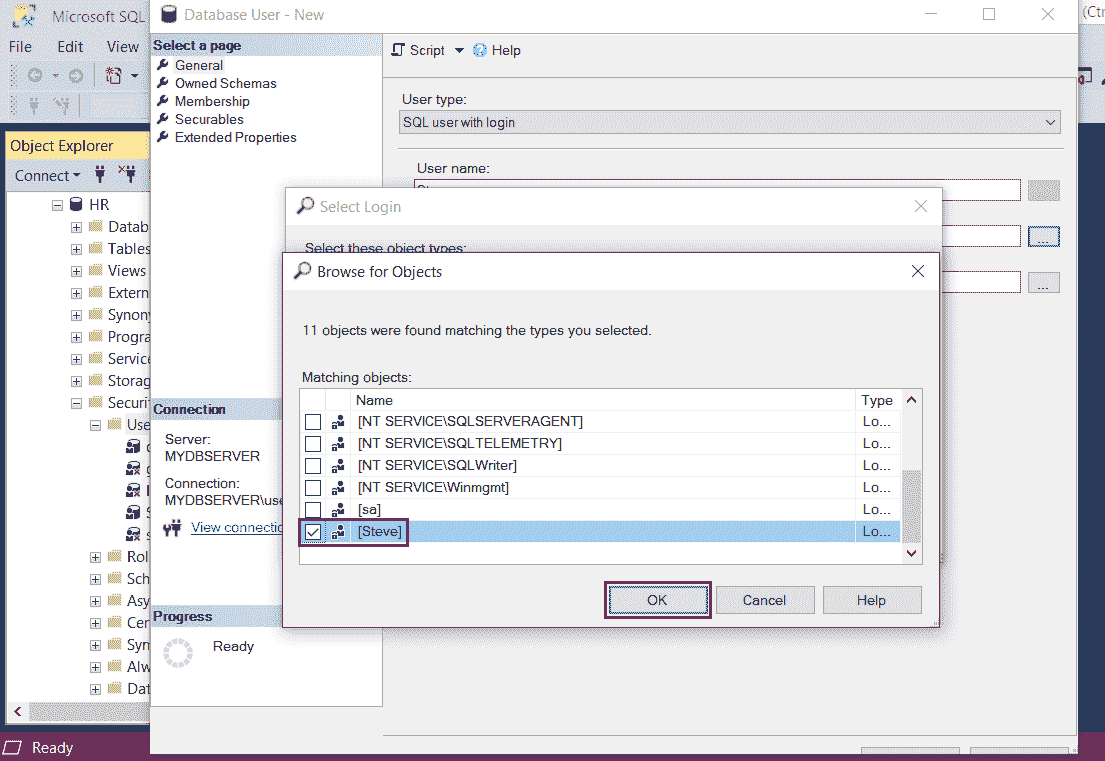 Microsoft SQL
Database User - New
(Ctr
File Edit View
Select a page
General
Owned Schemas
Membership
Securables
Extended Properties
Script Help
User type:
SQL user with login
User name:
Object Explorer
Connect
HR
Datab
Tables
Views
Extern
Synony
Progra
Service
Storag
Securi
Use
Rol
Sch
Asy
Cer
Sym
Alw
Dat
Connection
Server:
MYDBSERVER
Connection:
MYDBSERVER\use
View connectio
Progress
Ready
Select Login
Select these object types:
...
...
Browse for Objects
11 objects were found matching the types you selected.
Matching objects:
Name Type
[NT SERVICE\SQLSERVERAGENT] Lo...
[NT SERVICE\SQLTELEMETRY] Lo...
[NT SERVICE\SQLWriter] Lo...
[NT SERVICE\Winmgmt] Lo...
[sa] Lo...
[Steve] Lo...
OK Cancel Help
Ready